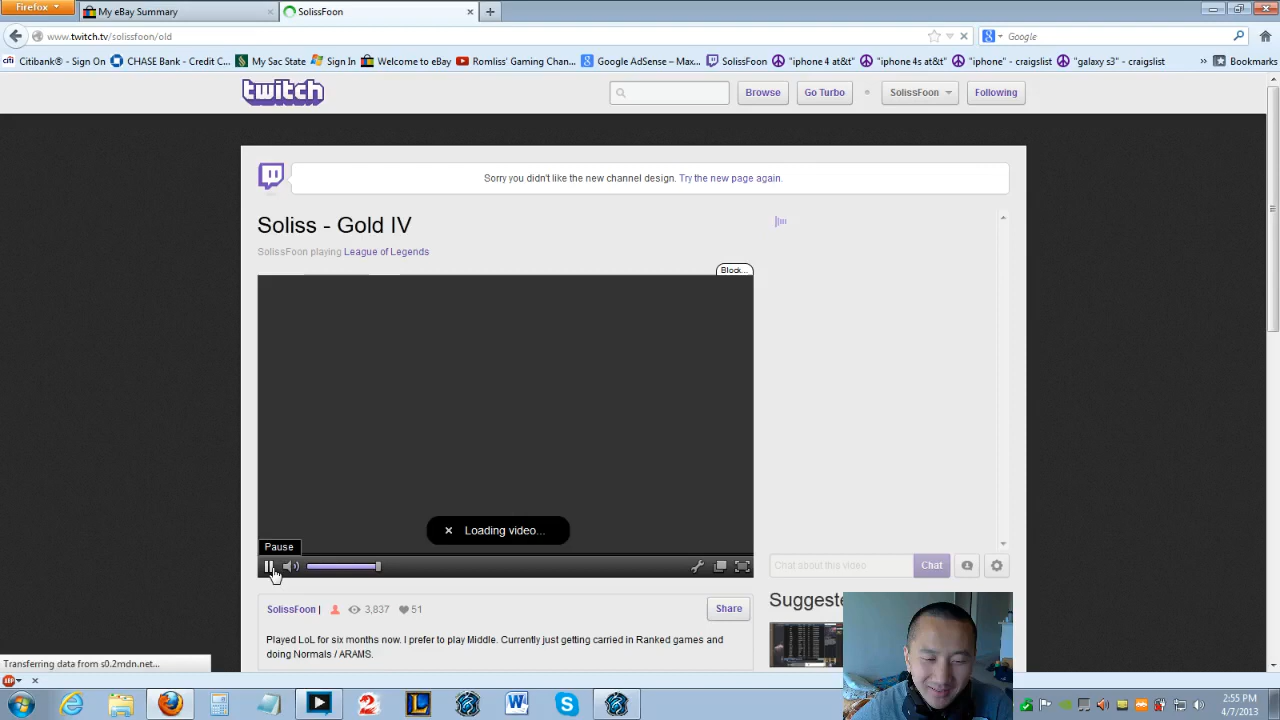 Firefox
My eBay Summary
SolissFoon
www.twitch.tv/solissfoon/old
Google
Citibank® - Sign On
CHASE Bank - Credit C...
My Sac State
Sign In
Welcome to eBay
Romliss' Gaming Chan...
Google AdSense – Max...
SolissFoon
"iphone 4 at&t"
"iphone 4s at&t"
"iphone" - craigslist
"galaxy s3" - craigslist
Bookmarks
twitch
Browse
Go Turbo
SolissFoon
Following
Sorry you didn't like the new channel design. Try the new page again.
Soliss - Gold IV
SolissFoon playing League of Legends
Block...
Loading video...
Pause
Chat about this video
Chat
SolissFoon |
3,837
51
Share
Suggeste
Played LoL for six months now. I prefer to play Middle. Currently just getting carried in Ranked games and
doing Normals / ARAMS.
Transferring data from s0.2mdn.net...
2:55 PM
4/7/2013